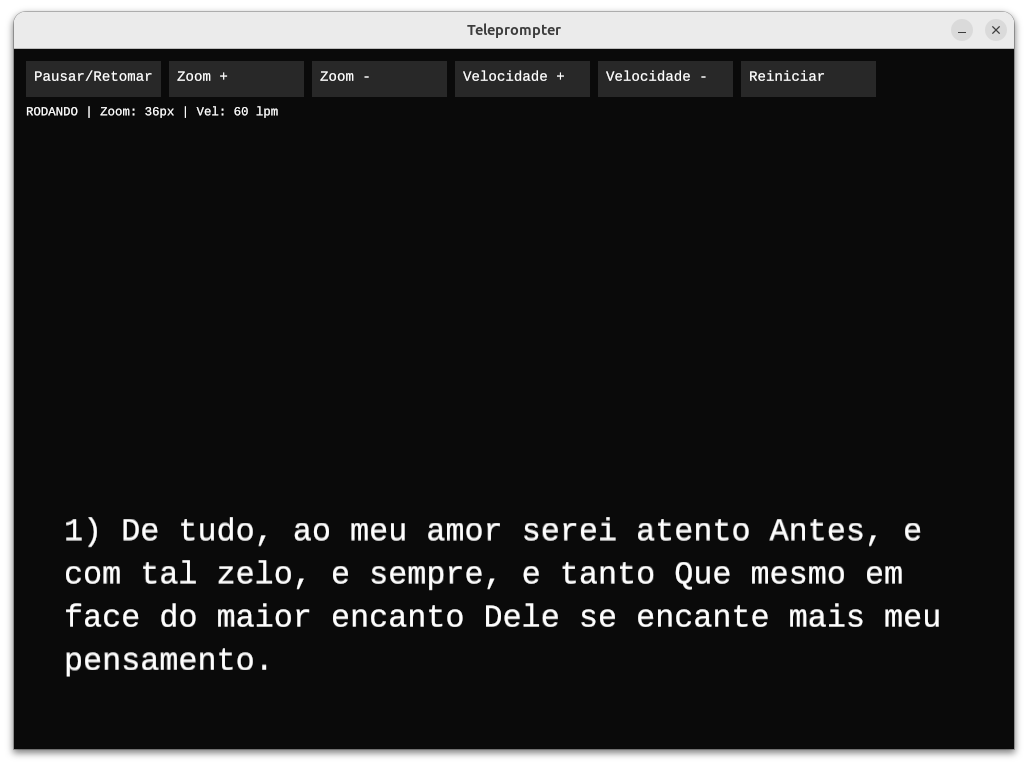 Teleprompter
Pausar/Retomar Zoom + Zoom - Velocidade + Velocidade - Reiniciar
RODANDO | Zoom: 36px | Vel: 60 lpm
1) De tudo, ao meu amor serei atento Antes, e
com tal zelo, e sempre, e tanto Que mesmo em
face do maior encanto Dele se encante mais meu
pensamento.